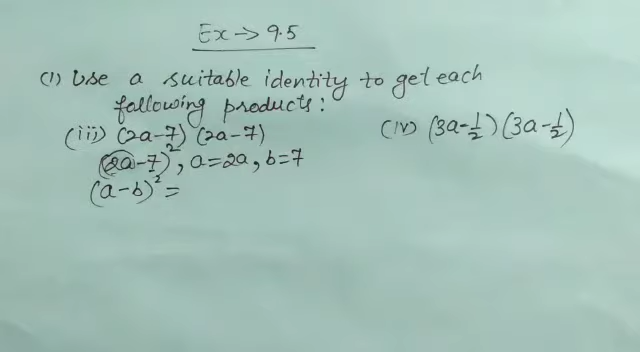 Ex → 9.5
(1) Use a suitable identity to get each
following products:
(iii) (2a-7) (2a-7)
(iv) (3a-1/2) (3a-1/2)
(2a-7)², a=2a, b=7
(a-b)² =